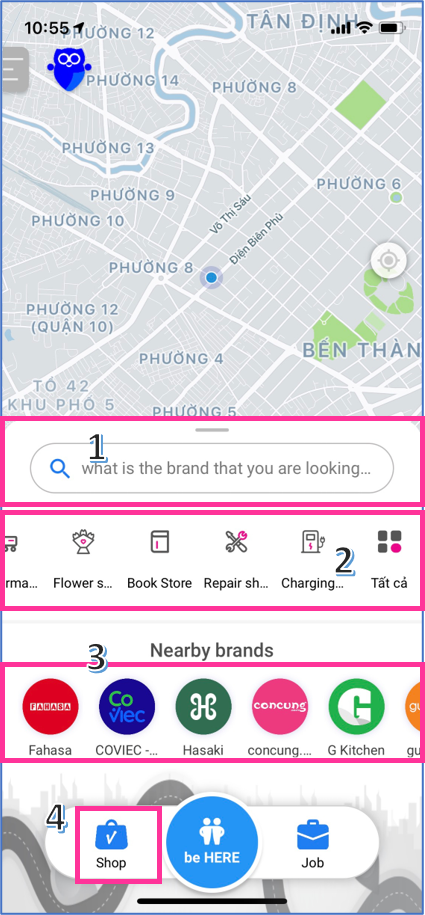 10:55
TÂN ĐỊNH
PHƯỜNG 12
PHƯỜNG 14
PHƯỜNG 8
PHƯỜNG 13
PHƯỜNG 9
PHƯỜNG 6
PHƯỜNG 10
Võ Thị Sáu
Điện Biên Phủ
PHƯỜNG 8
PHƯỜNG 12
(QUẬN 10)
BẾN THÀN
PHƯỜNG 4
TỔ 42
KHU PHỐ 5
PHƯỜNG 5
1
what is the brand that you are looking...
2
rma... Flower s... Book Store Repair sh... Charging... Tất cả
3
Nearby brands
FAHASA Co Viec concung G gu
Fahasa COVIEC -... Hasaki concung.... G Kitchen gu
4
Shop be HERE Job